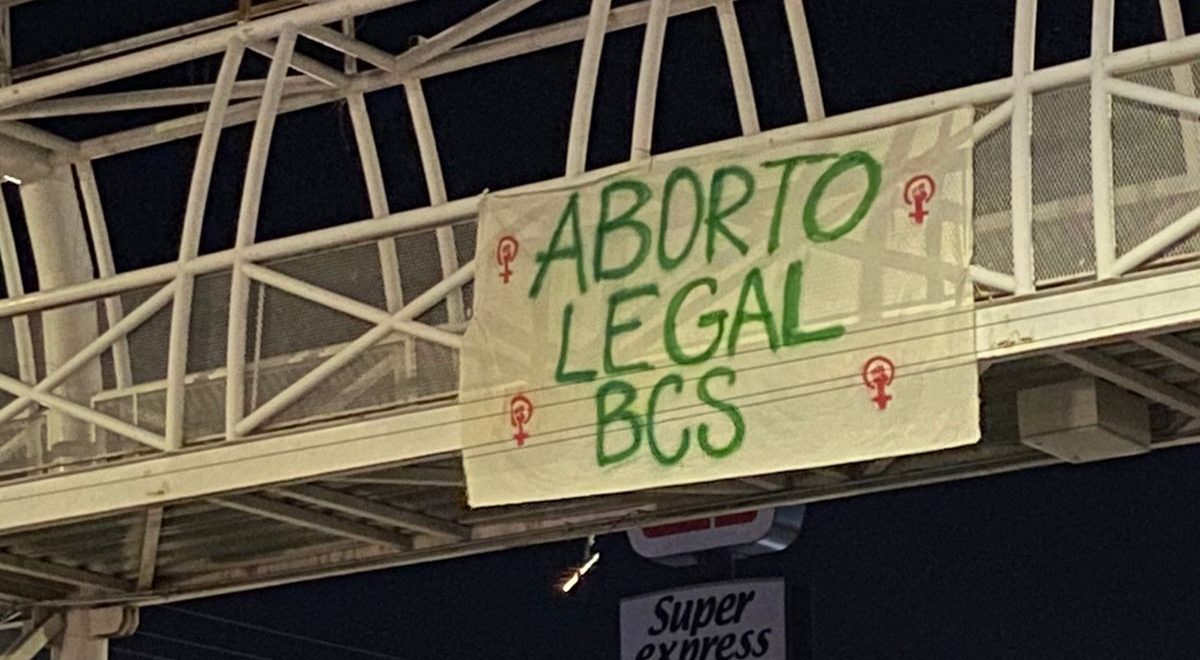 ABORTO
LEGAL
BCS
Super
express